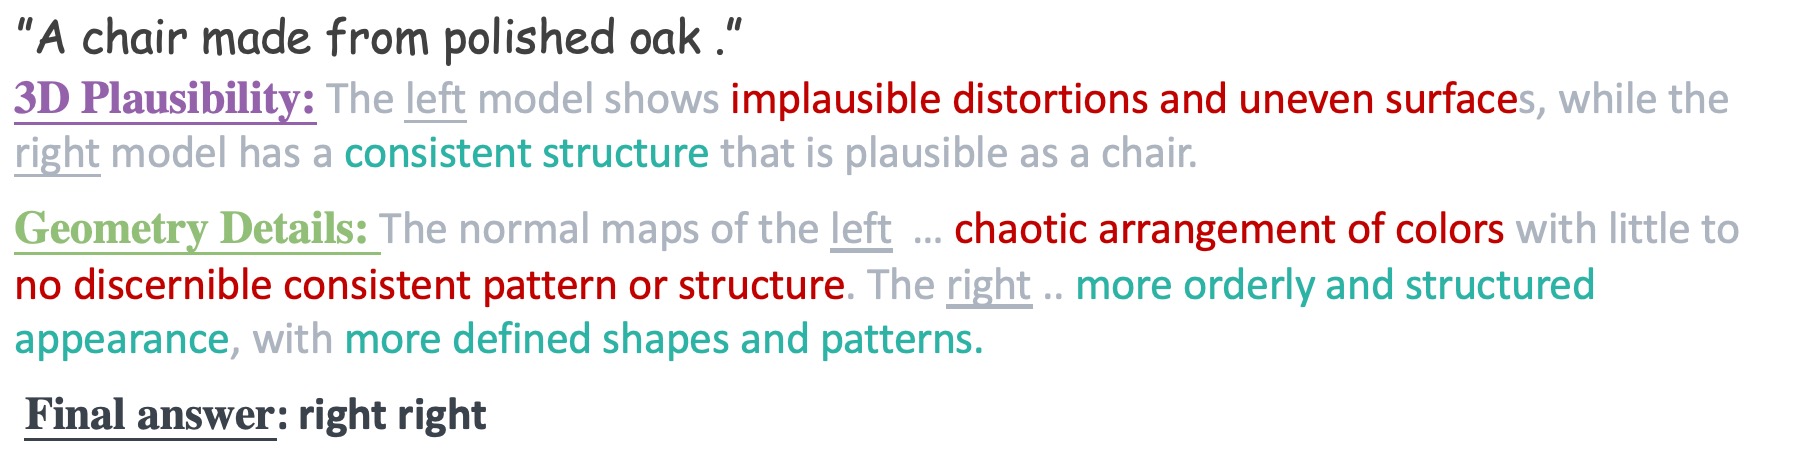 "A chair made from polished oak ."
3D Plausibility: The left model shows implausible distortions and uneven surfaces, while the
right model has a consistent structure that is plausible as a chair.
Geometry Details: The normal maps of the left ... chaotic arrangement of colors with little to
no discernible consistent pattern or structure. The right .. more orderly and structured
appearance, with more defined shapes and patterns.
Final answer: right right